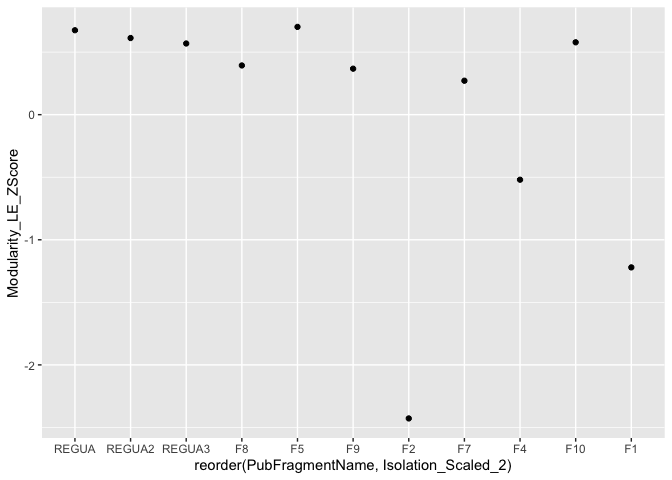 Modularity_LE_ZScore
0
-1
-2
REGUA REGUA2 REGUA3 F8 F5 F9 F2 F7 F4 F10 F1
reorder(PubFragmentName, Isolation_Scaled_2)